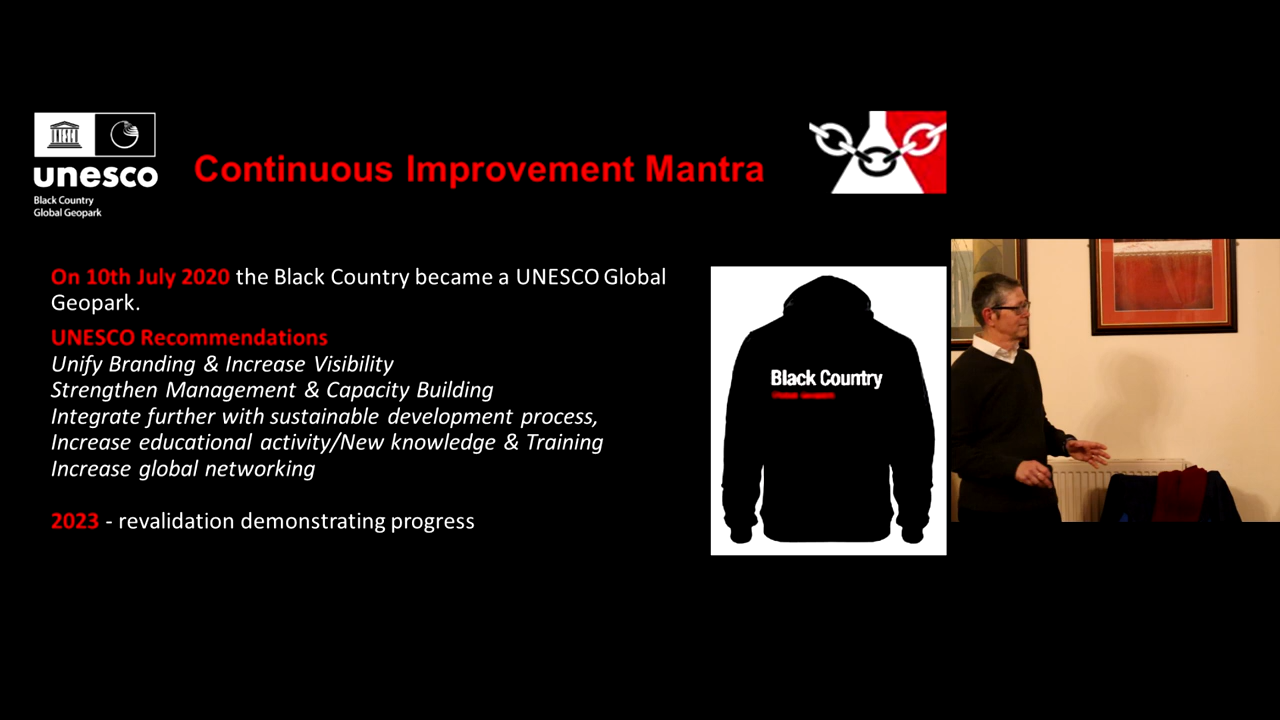 unesco
Black Country
Global Geopark
Continuous Improvement Mantra
On 10th July 2020 the Black Country became a UNESCO Global
Geopark.
UNESCO Recommendations
Unify Branding & Increase Visibility
Strengthen Management & Capacity Building
Integrate further with sustainable development process,
Increase educational activity/New knowledge & Training
Increase global networking
2023 - revalidation demonstrating progress
Black Country